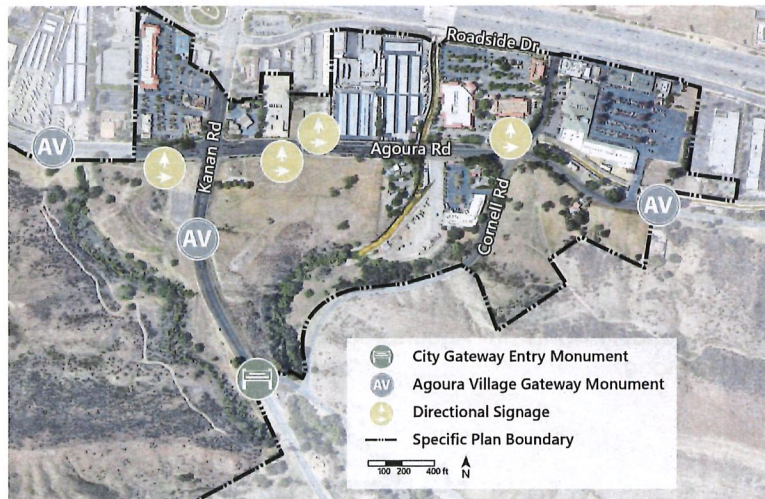 Roadside Dr
AV
Kanan Rd
Agoura Rd
AV
Cornell Rd
AV
City Gateway Entry Monument
AV Agoura Village Gateway Monument
Directional Signage
Specific Plan Boundary
100 200 400 ft N